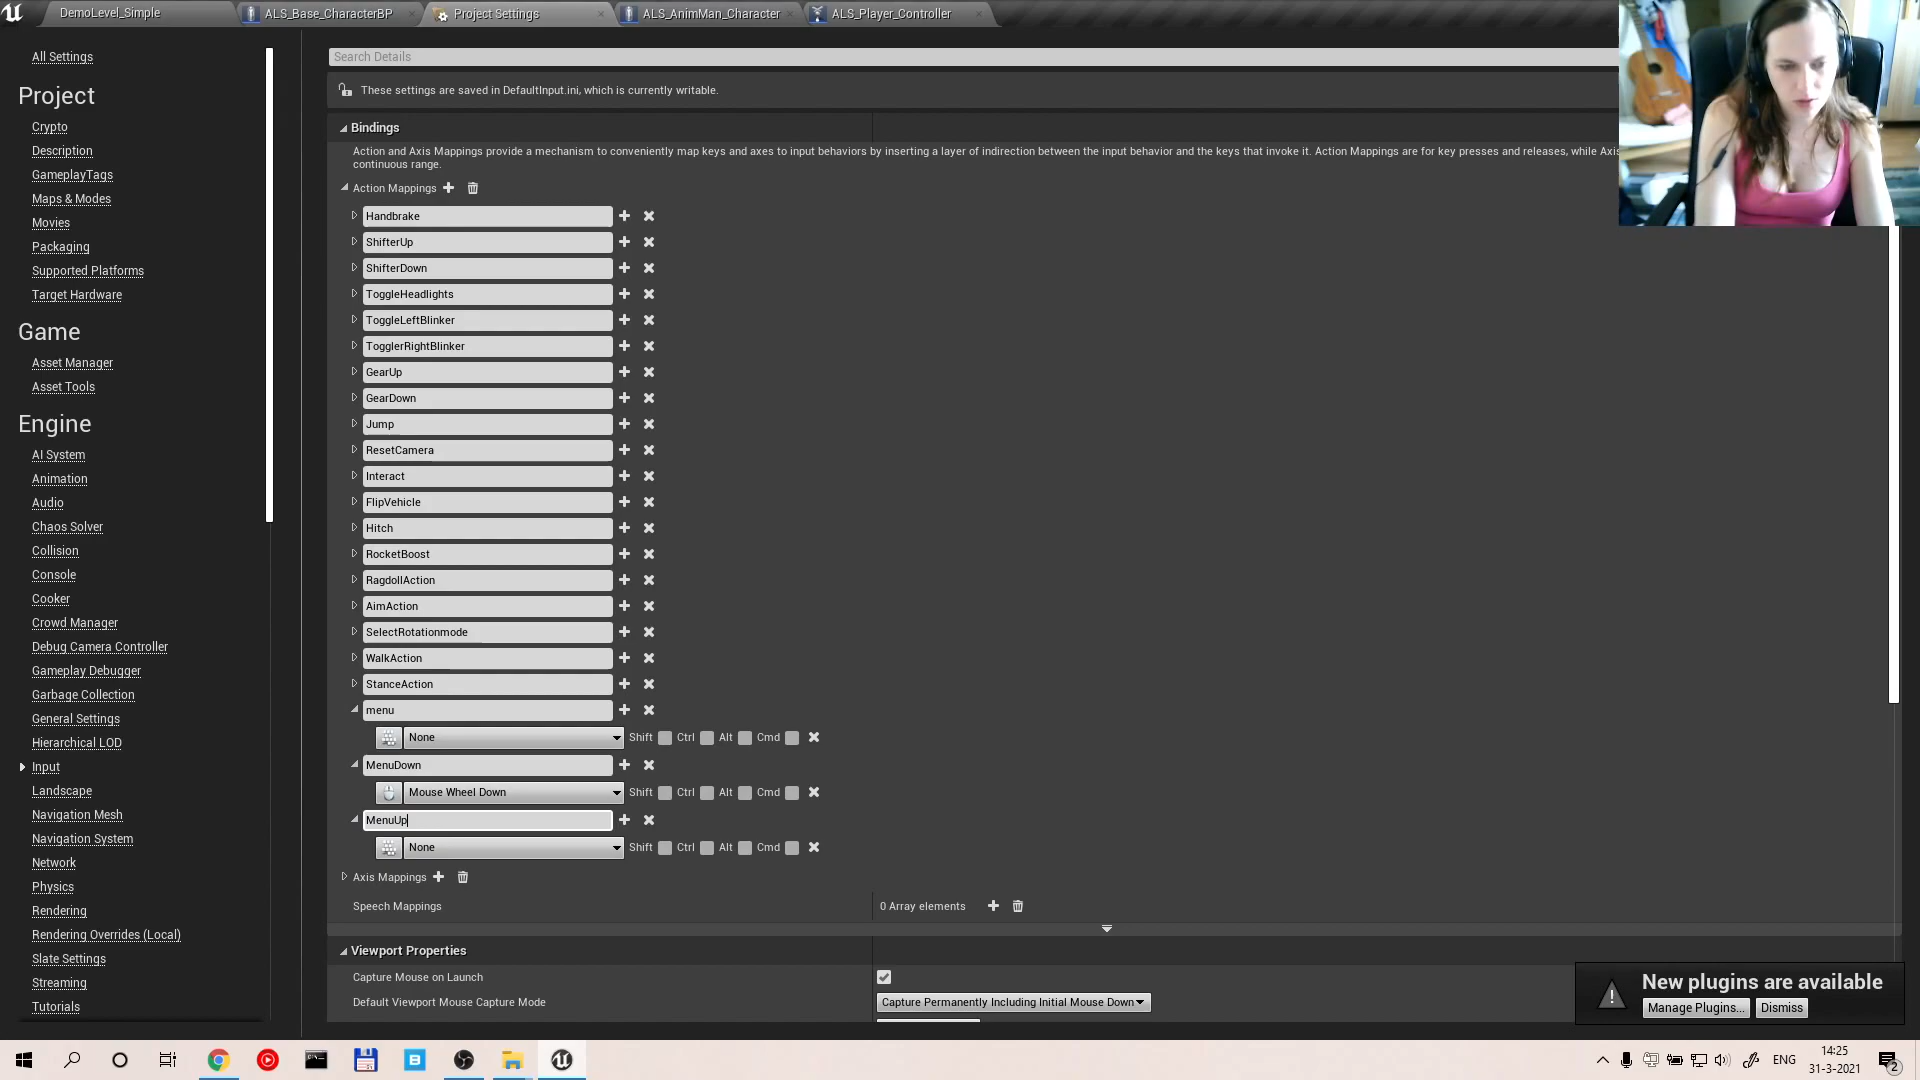 DemoLevel_Simple
ALS_Base_CharacterBP
Project Settings
ALS_AnimMan_Character
ALS_Player_Controller
All Settings
Project
Crypto
Description
GameplayTags
Maps & Modes
Movies
Packaging
Supported Platforms
Target Hardware
Game
Asset Manager
Asset Tools
Engine
AI System
Animation
Audio
Chaos Solver
Collision
Console
Cooker
Crowd Manager
Debug Camera Controller
Gameplay Debugger
Garbage Collection
General Settings
Hierarchical LOD
Input
Landscape
Navigation Mesh
Navigation System
Network
Physics
Rendering
Rendering Overrides (Local)
Slate Settings
Streaming
Tutorials
Search Details
These settings are saved in DefaultInput.ini, which is currently writable.
Bindings
Action and Axis Mappings provide a mechanism to conveniently map keys and axes to input behaviors by inserting a layer of indirection between the input behavior and the keys that invoke it. Action Mappings are for key presses and releases, while Axis
continuous range.
Action Mappings
Handbrake
ShifterUp
ShifterDown
ToggleHeadlights
ToggleLeftBlinker
TogglerRightBlinker
GearUp
GearDown
Jump
ResetCamera
Interact
FlipVehicle
Hitch
RocketBoost
RagdollAction
AimAction
SelectRotationmode
WalkAction
StanceAction
menu
None Shift Ctrl Alt Cmd
MenuDown
Mouse Wheel Down Shift Ctrl Alt Cmd
MenuUp
None Shift Ctrl Alt Cmd
Axis Mappings
Speech Mappings 0 Array elements
Viewport Properties
Capture Mouse on Launch
Default Viewport Mouse Capture Mode Capture Permanently Including Initial Mouse Down
New plugins are available
Manage Plugins... Dismiss
ENG
14:25
31-3-2021
2